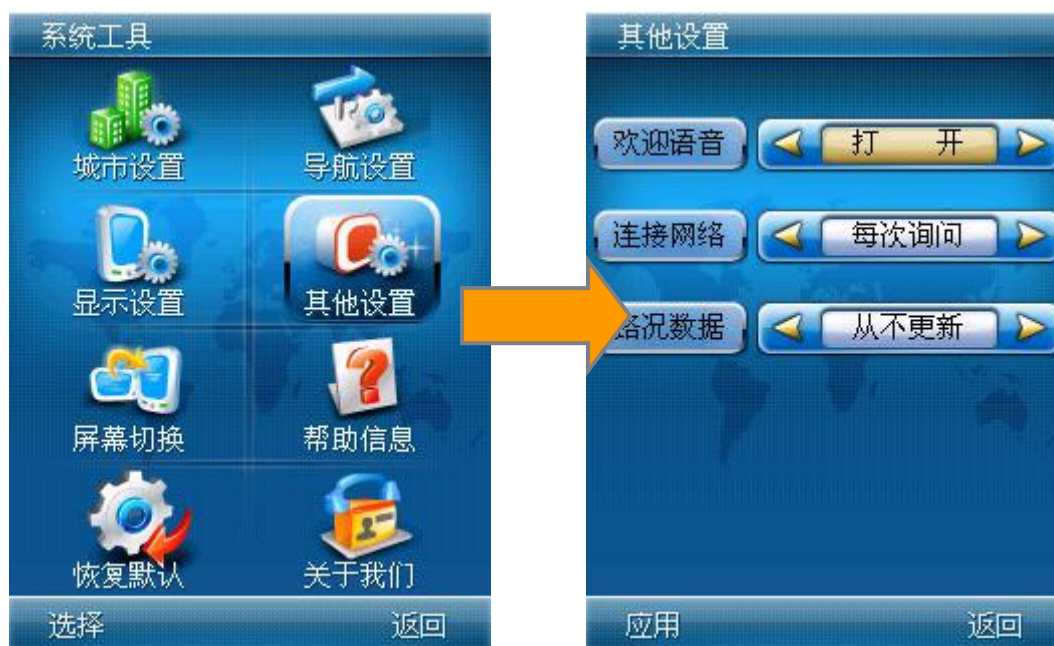 系统工具
城市设置
导航设置
显示设置
其他设置
屏幕切换
帮助信息
恢复默认
关于我们
选择
返回
其他设置
欢迎语音
打 开
连接网络
每次询问
路况数据
从不更新
应用
返回